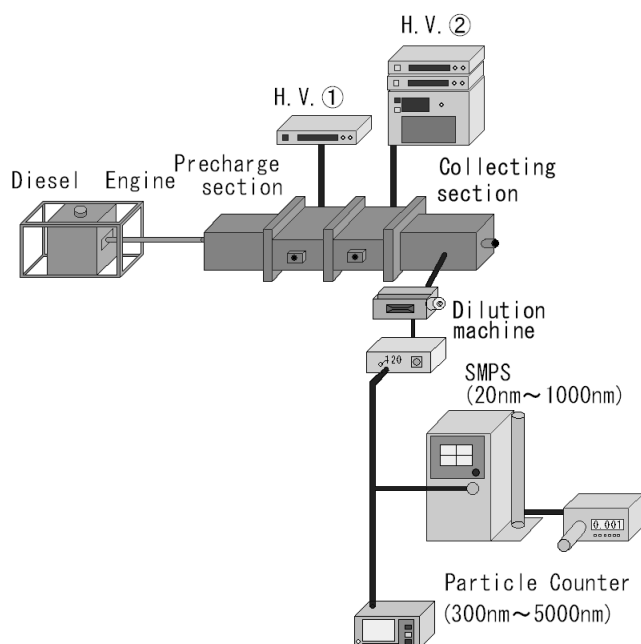 H.V.②
H.V.①
Precharge
section
Collecting
section
Diesel Engine
Dilution
machine
120
SMPS
(20nm～1000nm)
0.001
Particle Counter
(300nm～5000nm)